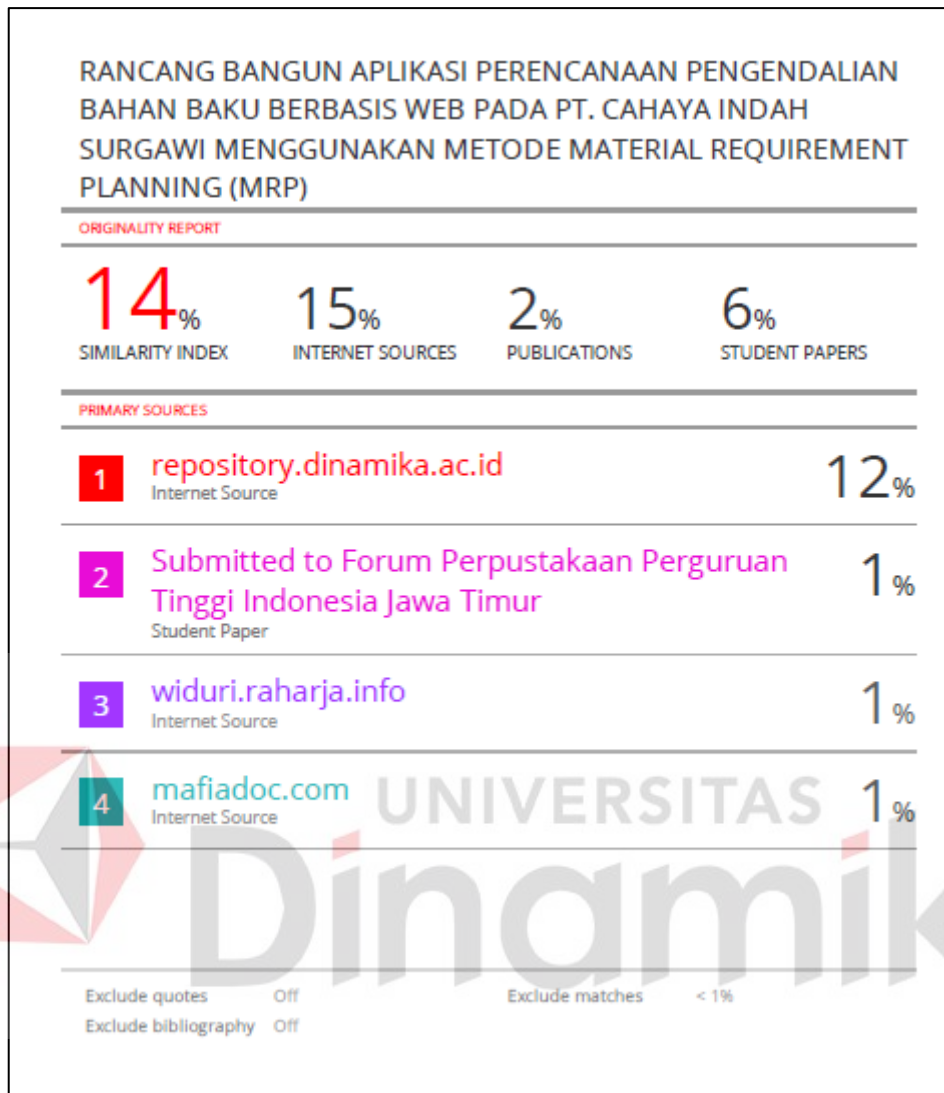 RANCANG BANGUN APLIKASI PERENCANAAN PENGENDALIAN
BAHAN BAKU BERBASIS WEB PADA PT. CAHAYA INDAH
SURGAWI MENGGUNAKAN METODE MATERIAL REQUIREMENT
PLANNING (MRP)
ORIGINALITY REPORT
14% 15% 2% 6%
SIMILARITY INDEX INTERNET SOURCES PUBLICATIONS STUDENT PAPERS
PRIMARY SOURCES
1 repository.dinamika.ac.id 12%
Internet Source
2 Submitted to Forum Perpustakaan Perguruan
Tinggi Indonesia Jawa Timur 1%
Student Paper
3 widuri.raharja.info 1%
Internet Source
4 mafiadoc.com 1%
Internet Source
UNIVERSITAS
Dinamik
Exclude quotes Off Exclude matches < 1%
Exclude bibliography Off